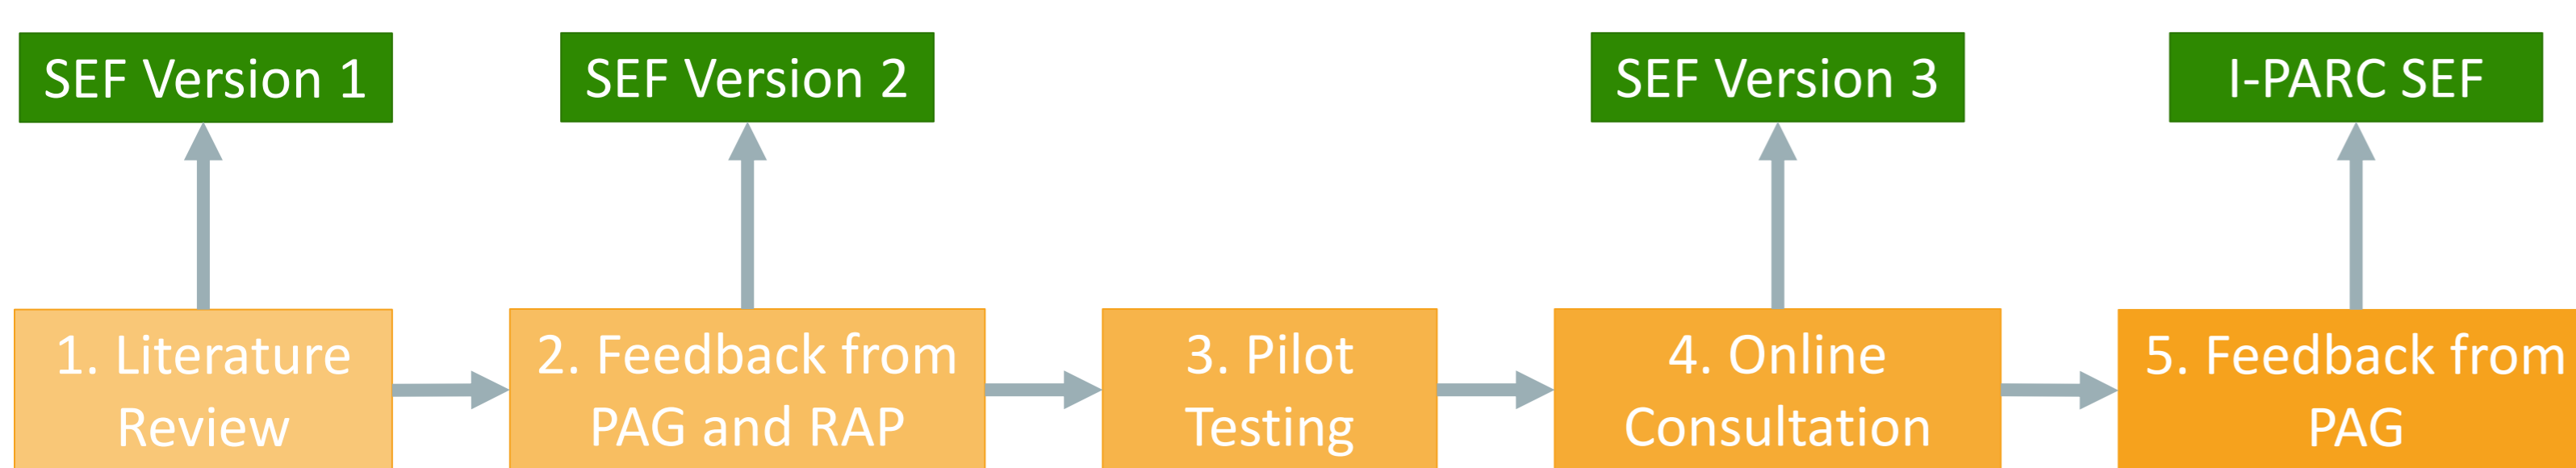 SEF Version 1
SEF Version 2
SEF Version 3
I-PARC SEF
1. Literature
Review
2. Feedback from
PAG and RAP
3. Pilot
Testing
4. Online
Consultation
5. Feedback from
PAG